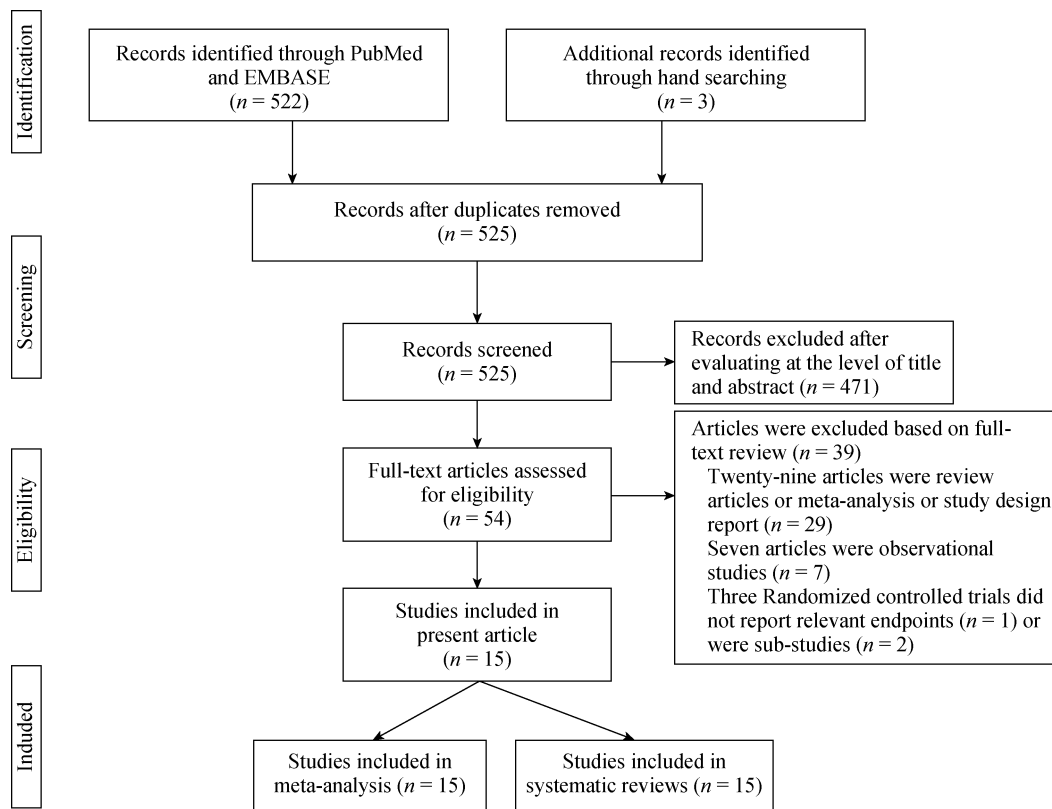 Identification
Records identified through PubMed
and EMBASE
(n = 522)
Additional records identified
through hand searching
(n = 3)
Records after duplicates removed
(n = 525)
Screening
Records screened
(n = 525)
Records excluded after
evaluating at the level of title
and abstract (n = 471)
Eligibility
Full-text articles assessed
for eligibility
(n = 54)
Articles were excluded based on full-
text review (n = 39)
Twenty-nine articles were review
articles or meta-analysis or study design
report (n = 29)
Seven articles were observational
studies (n = 7)
Three Randomized controlled trials did
not report relevant endpoints (n = 1) or
were sub-studies (n = 2)
Studies included in
present article
(n = 15)
Induded
Studies included in
meta-analysis (n = 15)
Studies included in
systematic reviews (n = 15)